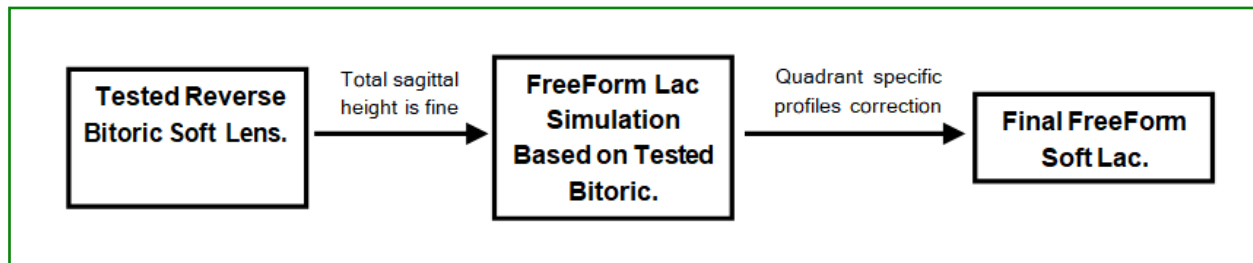 Tested Reverse
Bitoric Soft Lens.
Total sagittal
height is fine
FreeForm Lac
Simulation
Based on Tested
Bitoric.
Quadrant specific
profiles correction
Final FreeForm
Soft Lac.